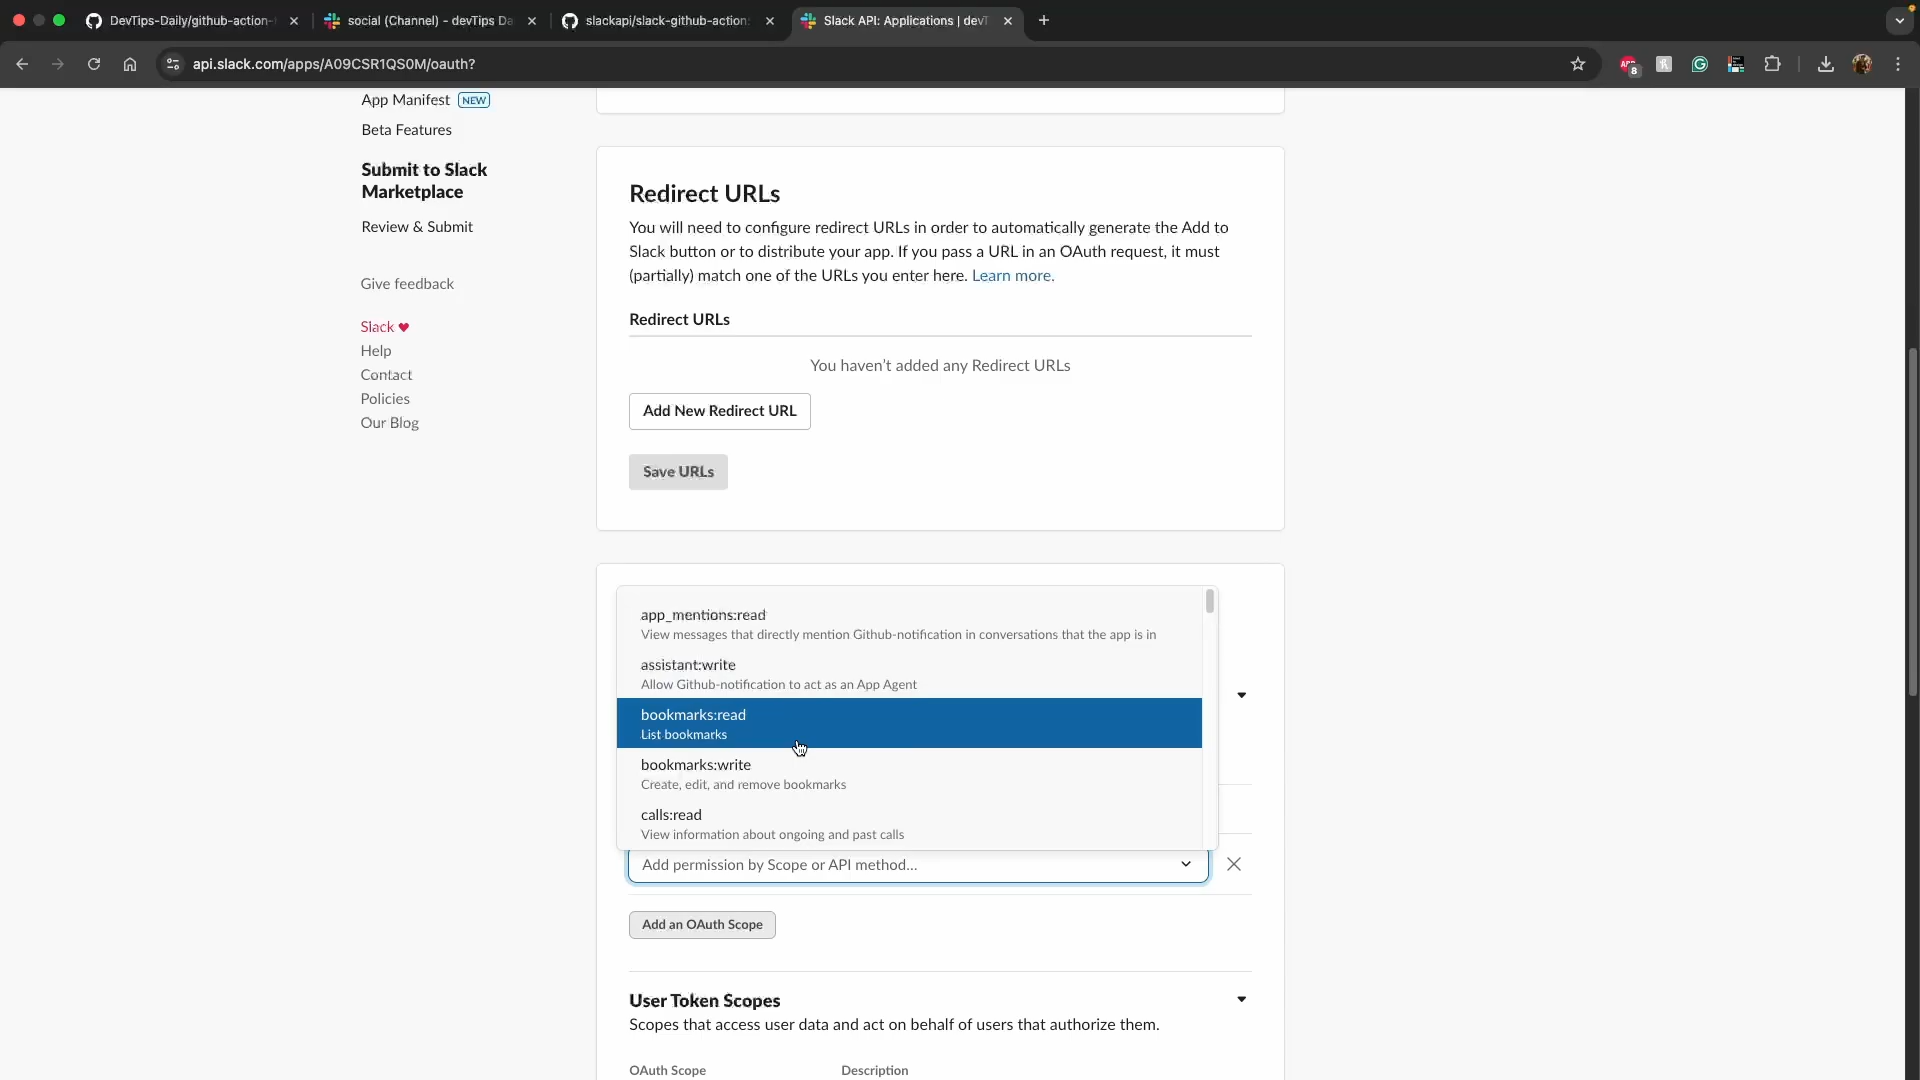 DevTips-Daily/github-action-
social (Channel) - devTips Da
slackapi/slack-github-action:
Slack API: Applications | devT
api.slack.com/apps/A09CSR1QS0M/oauth?
8
App Manifest NEW
Beta Features
Submit to Slack
Marketplace
Review & Submit
Give feedback
Slack ♥
Help
Contact
Policies
Our Blog
Redirect URLs
You will need to configure redirect URLs in order to automatically generate the Add to
Slack button or to distribute your app. If you pass a URL in an OAuth request, it must
(partially) match one of the URLs you enter here. Learn more.
Redirect URLs
You haven't added any Redirect URLs
Add New Redirect URL
Save URLs
app_mentions:read
View messages that directly mention Github-notification in conversations that the app is in
assistant:write
Allow Github-notification to act as an App Agent
bookmarks:read
List bookmarks
bookmarks:write
Create, edit, and remove bookmarks
calls:read
View information about ongoing and past calls
Add permission by Scope or API method...
Add an OAuth Scope
User Token Scopes
Scopes that access user data and act on behalf of users that authorize them.
OAuth Scope Description